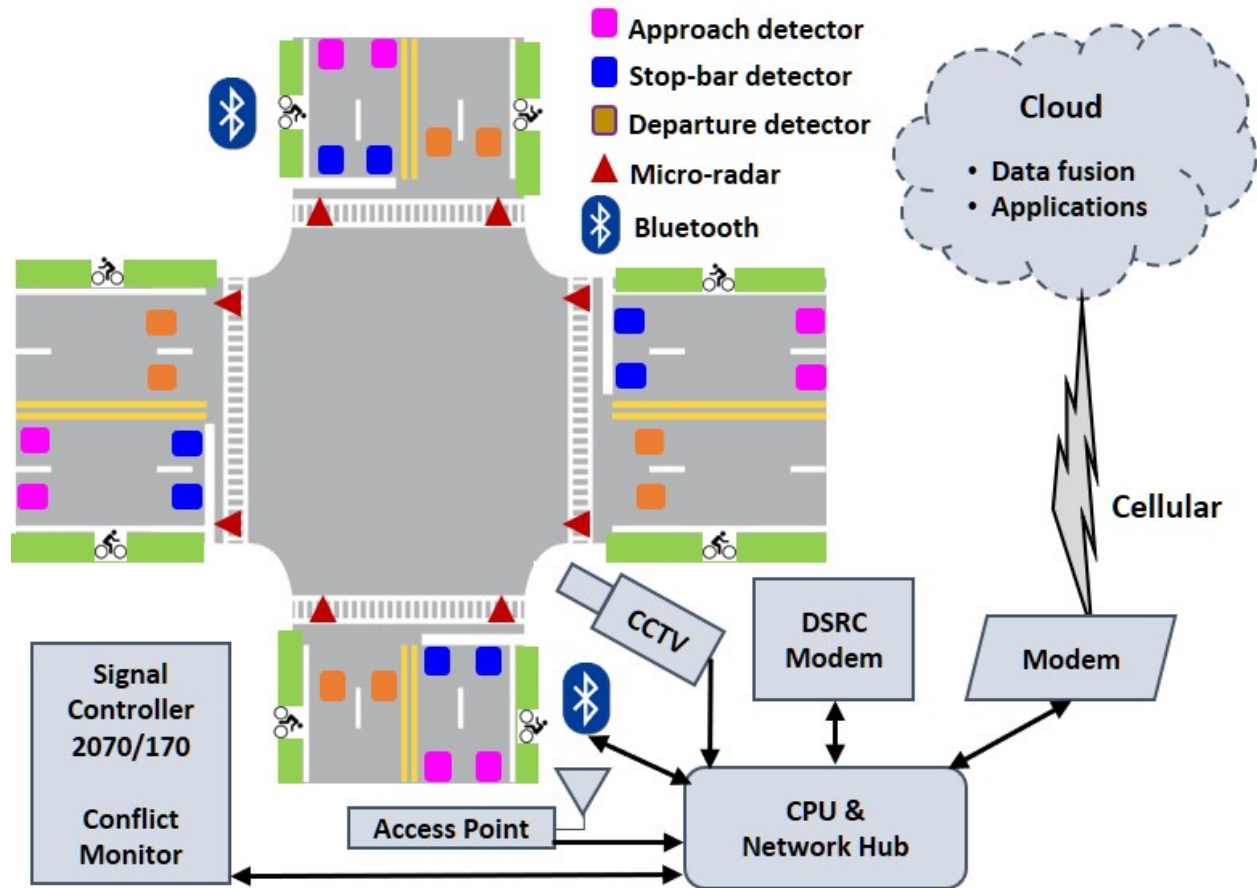 Approach detector
Stop-bar detector
Departure detector
Micro-radar
Bluetooth
Cloud
• Data fusion
• Applications
Cellular
CCTV
DSRC
Modem
Modem
Signal
Controller
2070/170
Conflict
Monitor
Access Point
CPU &
Network Hub